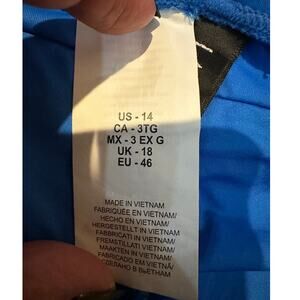 US - 14
CA - 3TG
MX - 3 EX G
UK - 18
EU - 46
MADE IN VIETNAM
FABRIQUÉE EN VIETNAM/
HECHO EN VIETNAM/
HERGESTELLT IN VIETNAM/
FABBRICATI IN VIETNAM/
FREMSTILLATI VIETNAM/
MAAKTEN IN VIETNAM/
FABRICADO EM VIETNÃ/
СДЕЛАНО В ВЬЕТНАМ